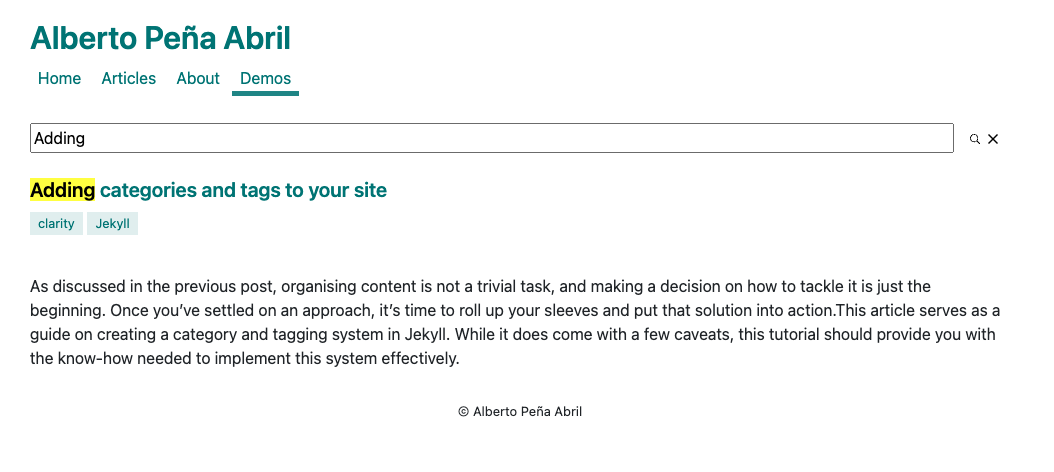 Alberto Peña Abril
Home Articles About Demos
Adding
Adding categories and tags to your site
clarity Jekyll
As discussed in the previous post, organising content is not a trivial task, and making a decision on how to tackle it is just the
beginning. Once you’ve settled on an approach, it’s time to roll up your sleeves and put that solution into action.This article serves as a
guide on creating a category and tagging system in Jekyll. While it does come with a few caveats, this tutorial should provide you with
the know-how needed to implement this system effectively.
© Alberto Peña Abril